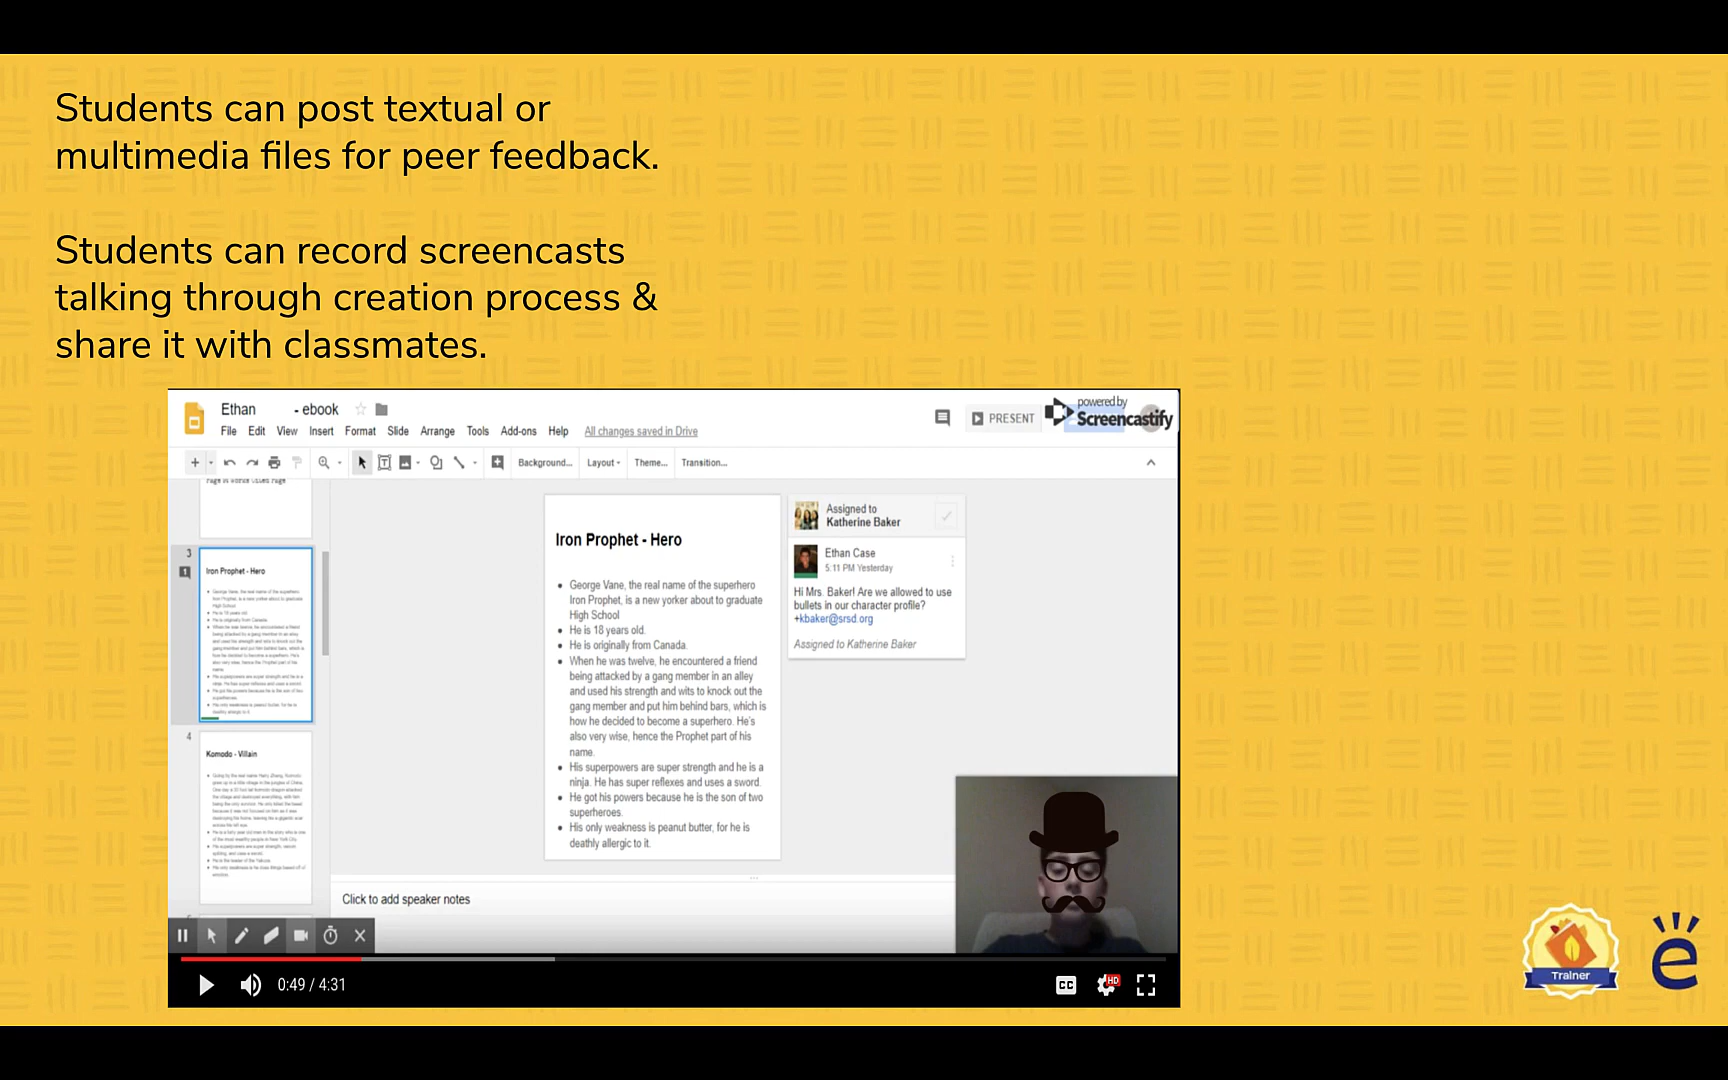 Students can post textual or
multimedia files for peer feedback.
Students can record screencasts
talking through creation process &
share it with classmates.
Ethan - ebook
powered by
Screencastify
PRESENT
File Edit View Insert Format Slide Arrange Tools Add-ons Help All changes saved in Drive
Background... Layout Theme... Transition...
3
1
Iron Prophet - Hero
4
Komodo - Villain
Iron Prophet - Hero
George Vane, the real name of the superhero
Iron Prophet, is a new yorker about to graduate
High School
He is 18 years old.
He is originally from Canada.
When he was twelve, he encountered a friend
being attacked by a gang member in an alley
and used his strength and wits to knock out the
gang member and put him behind bars, which is
how he decided to become a superhero. He's
also very wise, hence the Prophet part of his
name.
His superpowers are super strength and he is a
ninja. He has super reflexes and uses a sword.
He got his powers because he is the son of two
superheroes.
His only weakness is peanut butter, for he is
deathly allergic to it.
Assigned to
Katherine Baker
Ethan Case
5:11 PM Yesterday
Hi Mrs. Baker! Are we allowed to use
bullets in our character profile?
+kbaker@srsd.org
Assigned to Katherine Baker
Click to add speaker notes
0:49 / 4:31
CC
HD
Trainer
ë